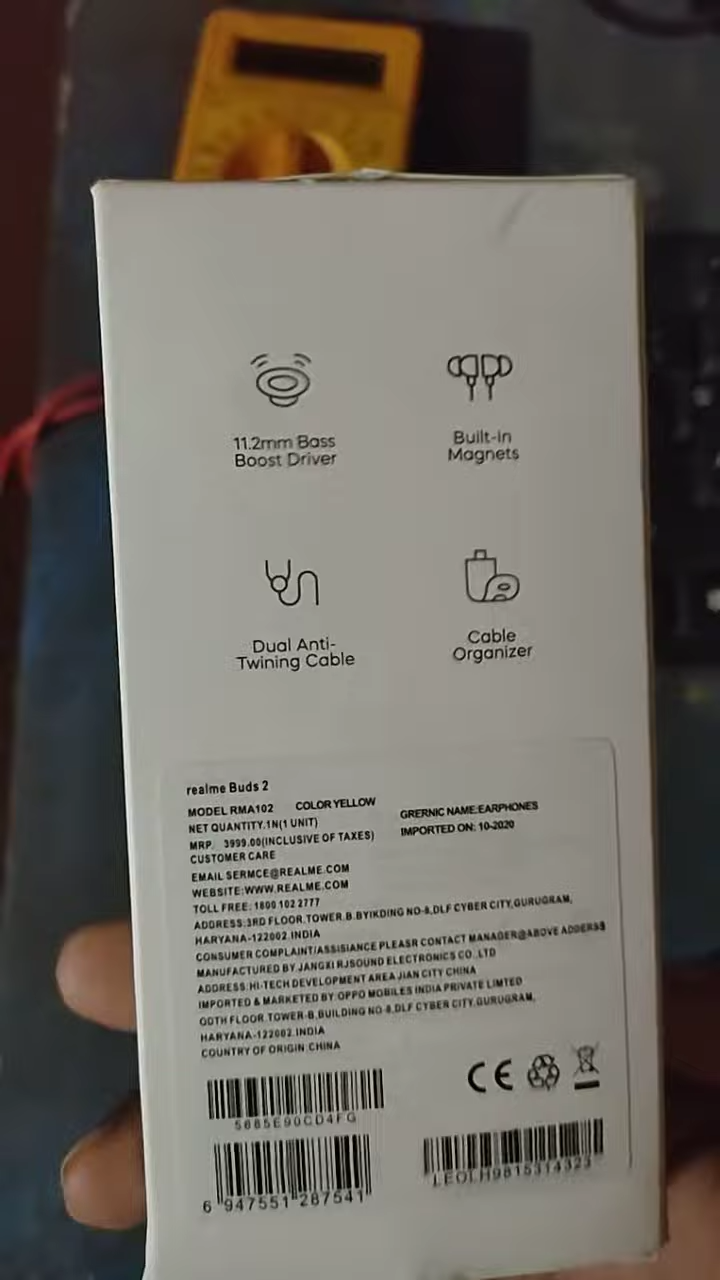 11.2mm Bass
Boost Driver
Built-in
Magnets
Dual Anti-
Twining Cable
Cable
Organizer
realme Buds 2
MODEL RMA102 COLOR YELLOW
NET QUANTITY.1N(1 UNIT)
MRP. 3999.00(INCLUSIVE OF TAXES)
GRERNIC NAME:EARPHONES
IMPORTED ON: 10-2020
CUSTOMER CARE
EMAIL SERMCE@REALME.COM
WEBSITE:WWW.REALME.COM
TOLL FREE: 1800 102 2777
ADDRESS:3RD FLOOR.TOWER.B.BYIKDING NO-8,DLF CYBER CITY,GURUGRAM,
HARYANA-122002.INDIA
CONSUMER COMPLAINT/ASSISIANCE PLEASR CONTACT MANAGER@ABOVE ADDERSS
MANUFACTURED BY JANGXI RJSOUND ELECTRONICS CO.,LTD
ADDRESS:HI-TECH DEVELOPMENT AREA JIAN CITY CHINA
IMPORTED & MARKETED BY:OPPO MOBILES INDIA PRIVATE LIMTED
ODTH FLOOR.TOWER-B,BUILDING NO-8,DLF CYBER CITY.GURUGRAM,
HARYANA-122002.INDIA
COUNTRY OF ORIGIN:CHINA
CE
5685E90CD4FG
6 947551 287541
LEOLH9815314323